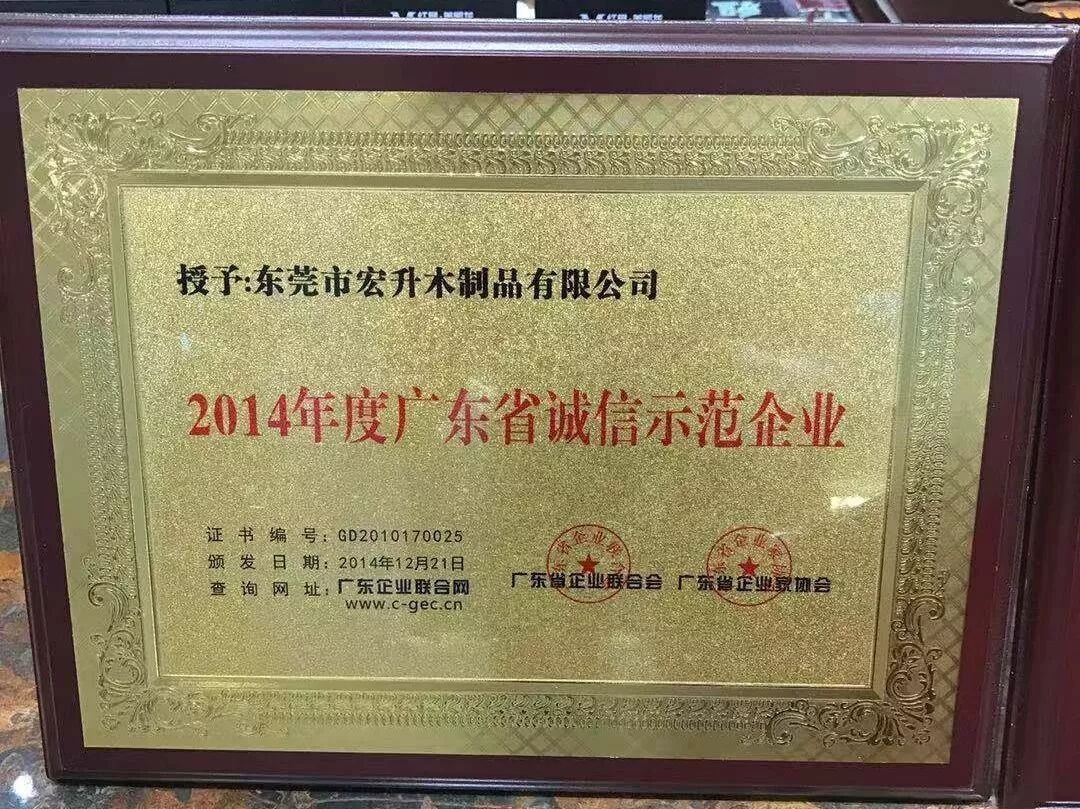 授予:东莞市宏升木制品有限公司
2014年度广东省诚信示范企业
证书编号:GD2010170025
颁发日期:2014年12月21日
查询网址:广东企业联合网
www.c-gec.cn
广东省企业联合会 广东省企业家协会